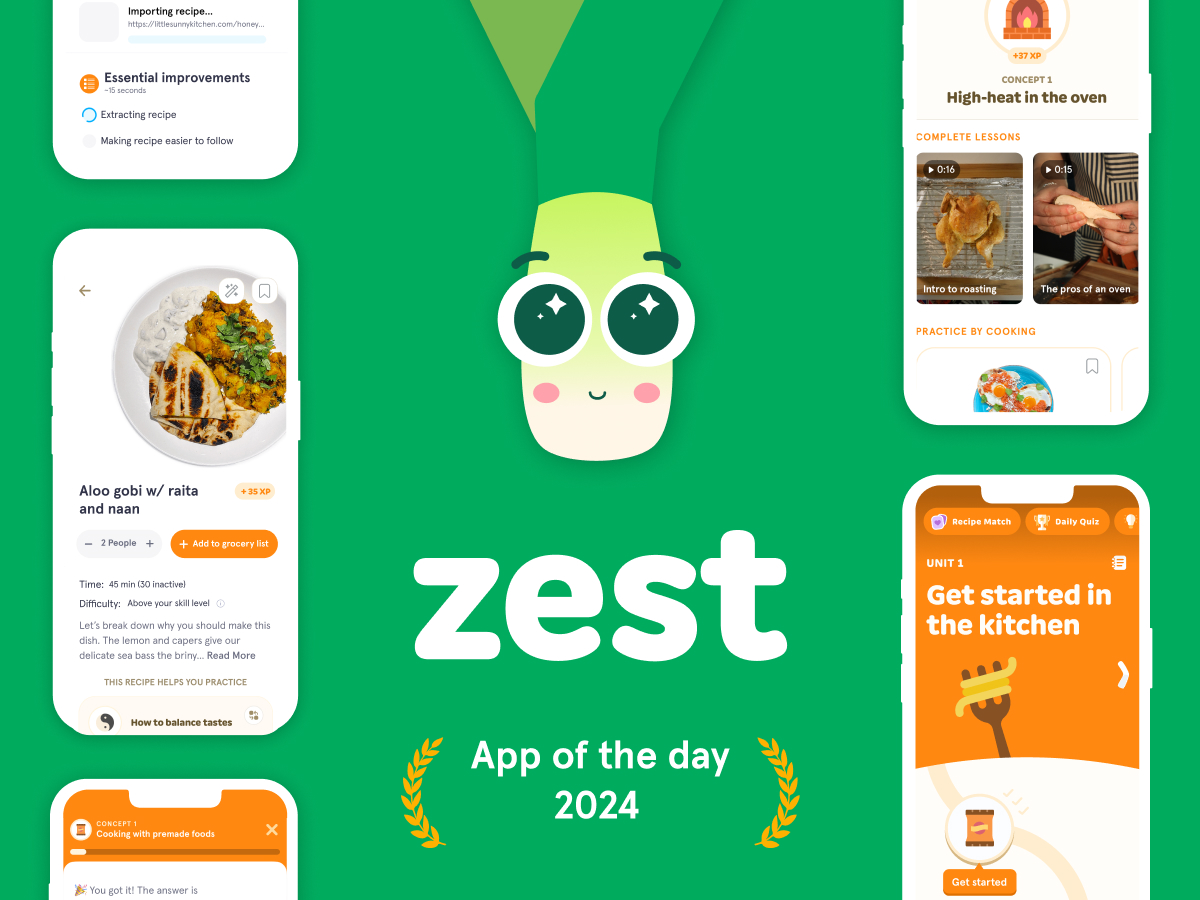 Importing recipe...
https://littlesunnykitchen.com/honey...
Essential improvements
~15 seconds
Extracting recipe
Making recipe easier to follow
Aloo gobi w/ raita
and naan
+35 XP
2 People
Add to grocery list
Time: 45 min (30 inactive)
Difficulty: Above your skill level
Let's break down why you should make this
dish. The lemon and capers give our
delicate sea bass the briny... Read More
THIS RECIPE HELPS YOU PRACTICE
How to balance tastes
CONCEPT 1
Cooking with premade foods
You got it! The answer is
zest
App of the day
2024
+37 XP
CONCEPT 1
High-heat in the oven
COMPLETE LESSONS
0:16
Intro to roasting
0:15
The pros of an oven
PRACTICE BY COOKING
Recipe Match
Daily Quiz
UNIT 1
Get started in
the kitchen
Get started